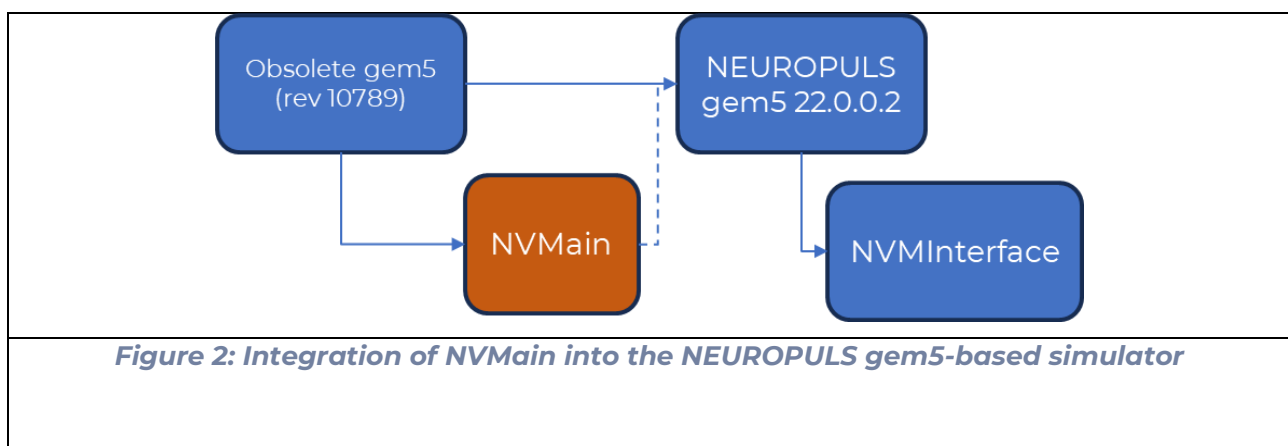 Obsolete gem5
(rev 10789)
NEUROPULS
gem5 22.0.0.2
NVMain
NVMInterface
Figure 2: Integration of NVMain into the NEUROPULS gem5-based simulator